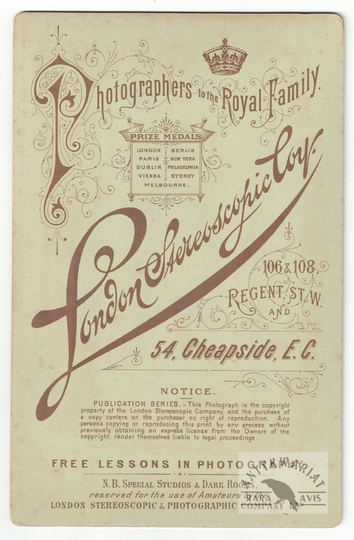 Photographers to the Royal Family.
PRIZE MEDALS.
LONDON BERLIN
PARIS NEW YORK
DUBLIN PHILADELPHIA
VIENNA SYDNEY
MELBOURNE.
London Stereoscopic Coy.
106 & 108,
REGENT ST. W.
AND
54, Cheapside, E.C.
NOTICE.
PUBLICATION SERIES.-This Photograph is the copyright
property of the London Stereoscopic Company, and the purchase of
a copy confers on the purchaser no right of reproduction. Any
persons copying or reproducing this print by any process without
previously obtaining an express license from the Owners of the
copyright, render themselves liable to legal proceedings.
FREE LESSONS IN PHOTOGRAPHY
N.B. SPECIAL STUDIOS & DARK ROOMS
reserved for the use of Amateurs
LONDON STEREOSCOPIC & PHOTOGRAPHIC COMPANY
ANTIKVARIAT
RARA AVIS